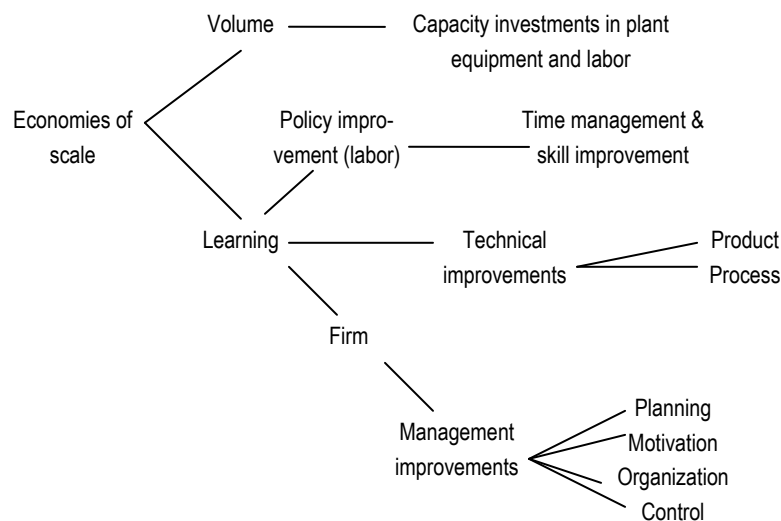 Volume
Capacity investments in plant
equipment and labor
Economies of
scale
Policy impro-
vement (labor)
Time management &
skill improvement
Learning
Technical
improvements
Product
Process
Firm
Management
improvements
Planning
Motivation
Organization
Control